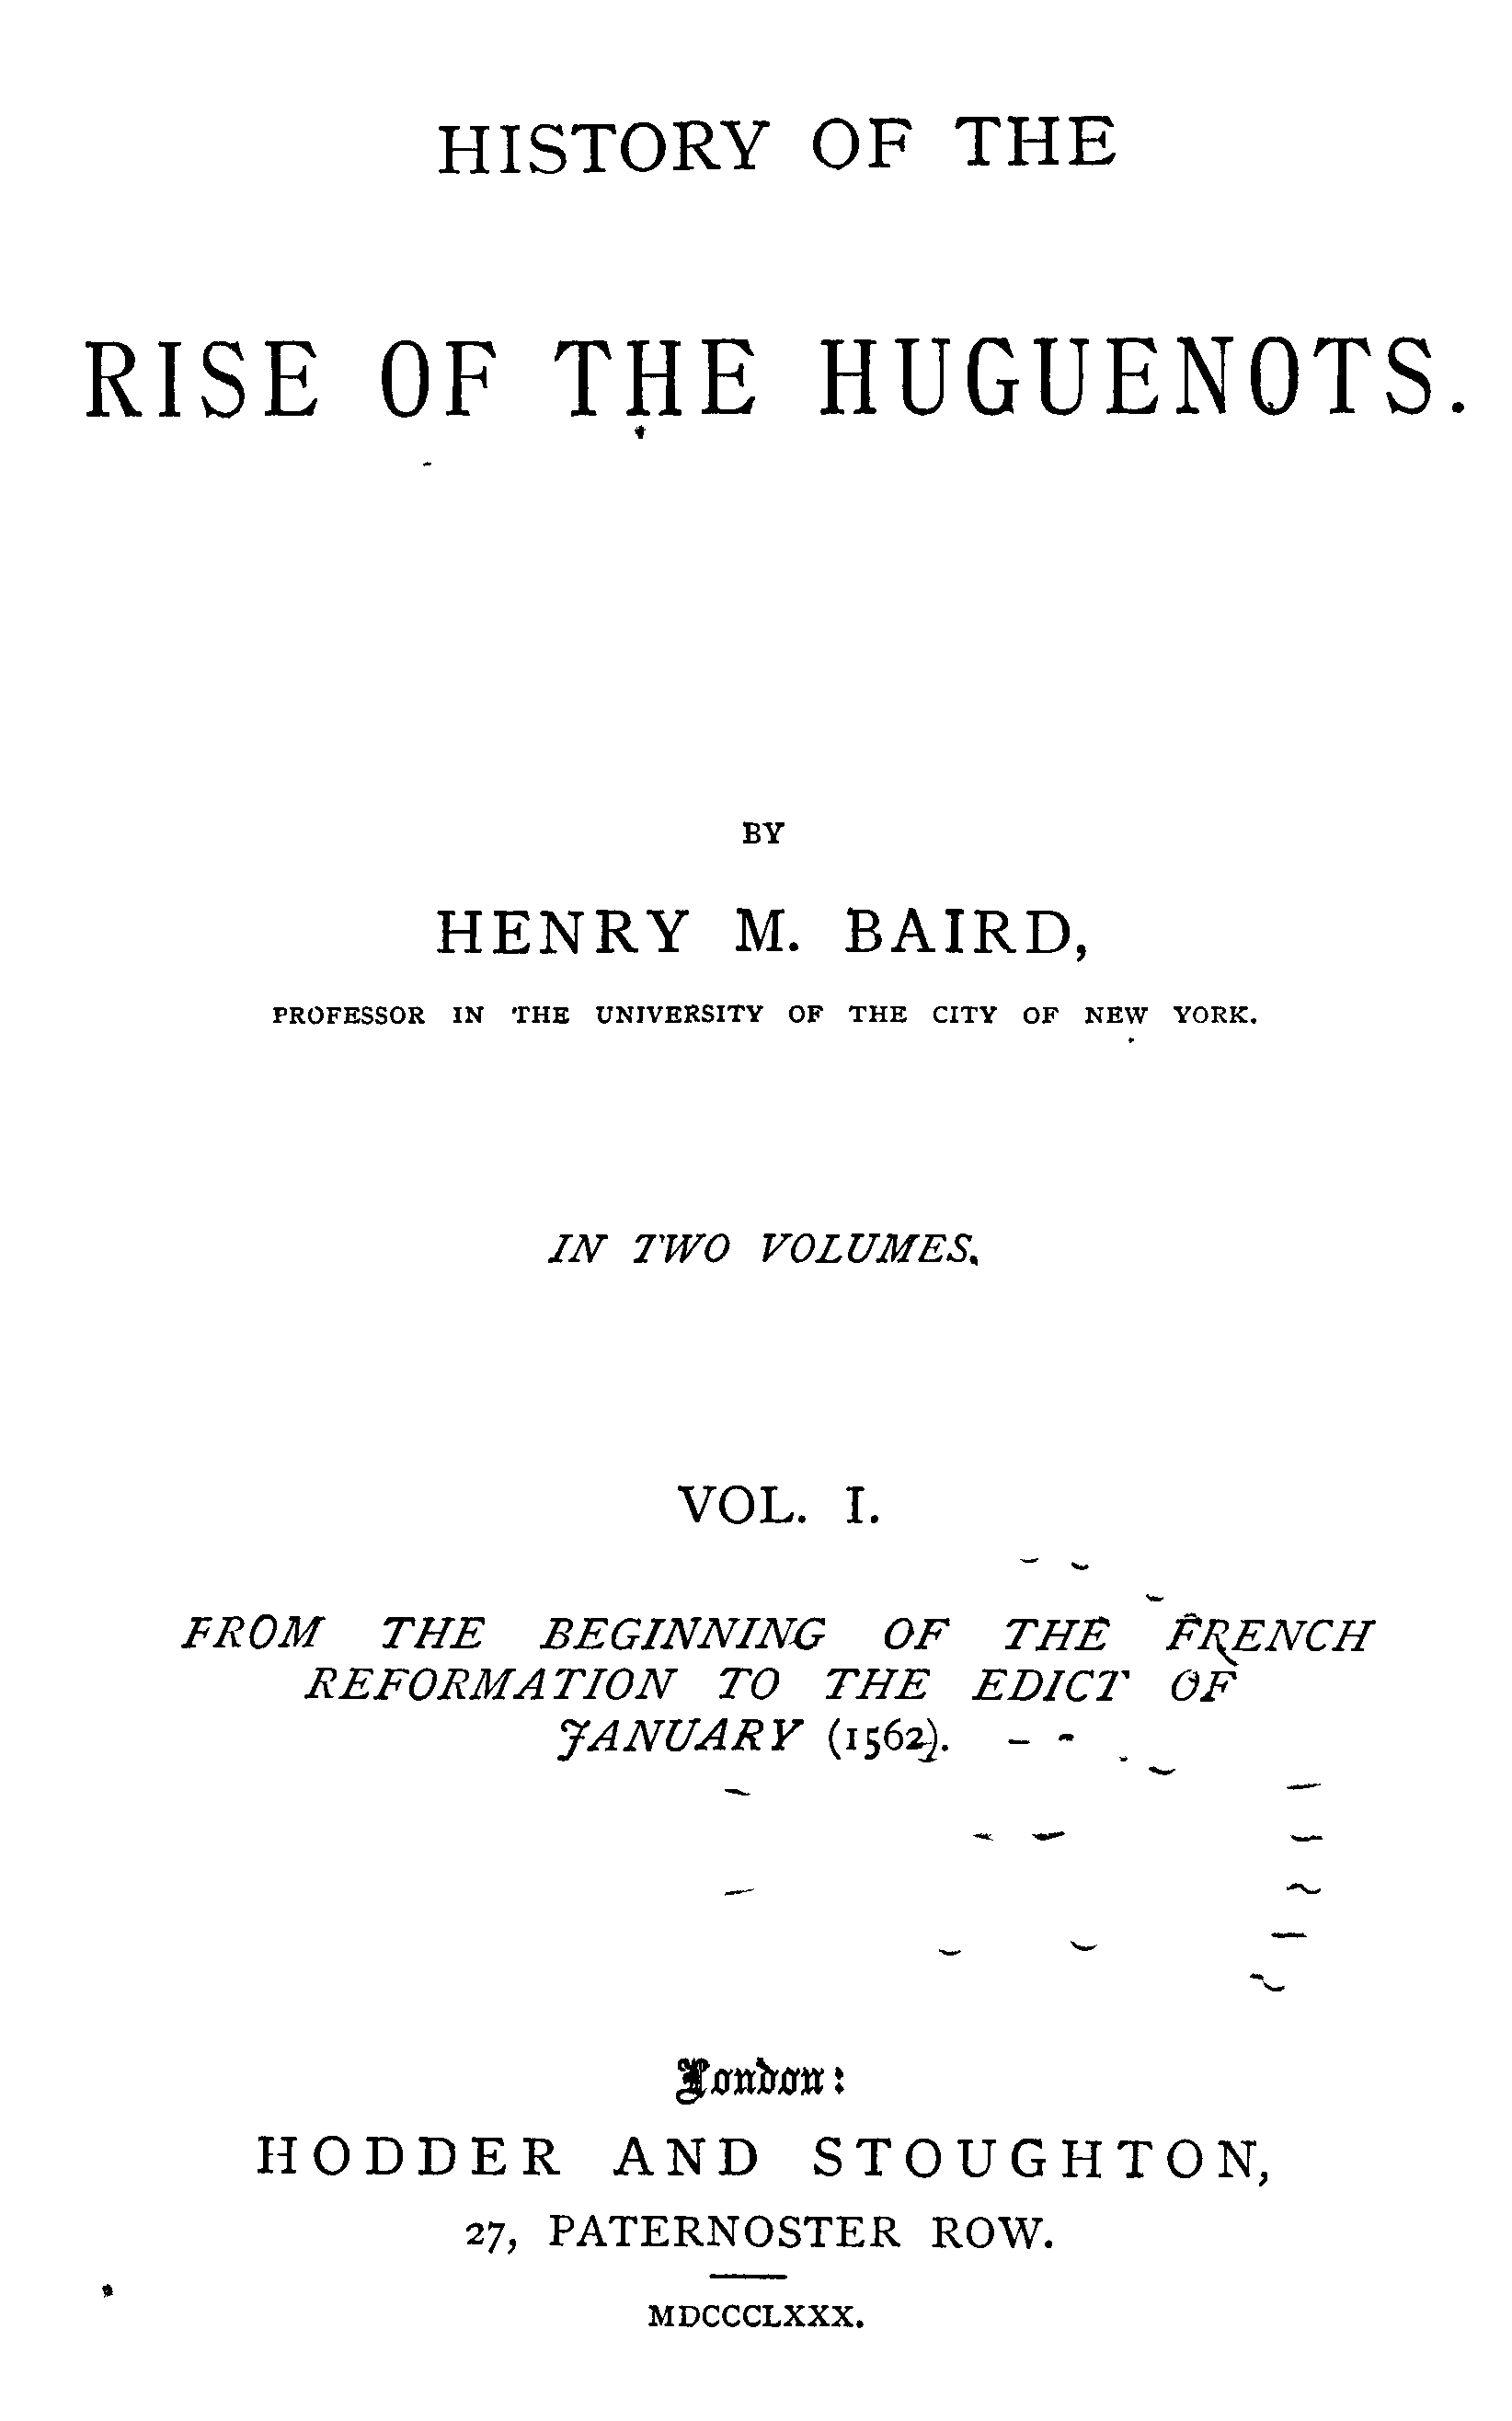 HISTORY OF THE
RISE OF THE HUGUENOTS.
BY
HENRY M. BAIRD,
PROFESSOR IN THE UNIVERSITY OF THE CITY OF NEW YORK.
IN TWO VOLUMES.
VOL. I.
FROM THE BEGINNING OF THE FRENCH
REFORMATION TO THE EDICT OF
JANUARY (1562).
London:
HODDER AND STOUGHTON,
27, PATERNOSTER ROW.
MDCCCLXXX.